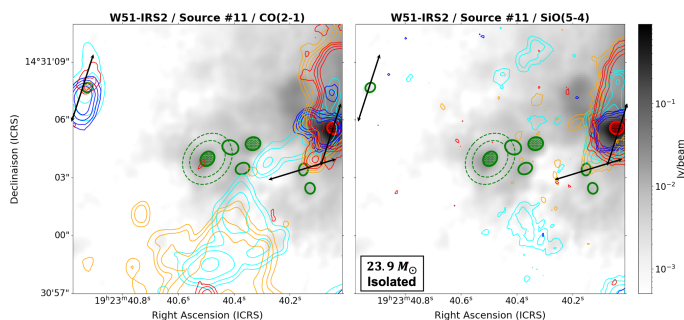 W51-IRS2 / Source #11 / CO(2-1)
W51-IRS2 / Source #11 / SiO(5-4)
14°31'09"
06"
03"
00"
30'57"
Declinaison (ICRS)
19ʰ23ᵐ40.8ˢ 40.6ˢ 40.4ˢ 40.2ˢ
Right Ascension (ICRS)
23.9 M⊙
Isolated
19ʰ23ᵐ40.8ˢ 40.6ˢ 40.4ˢ 40.2ˢ
Right Ascension (ICRS)
10⁻¹
10⁻²
10⁻³
Iν/beam